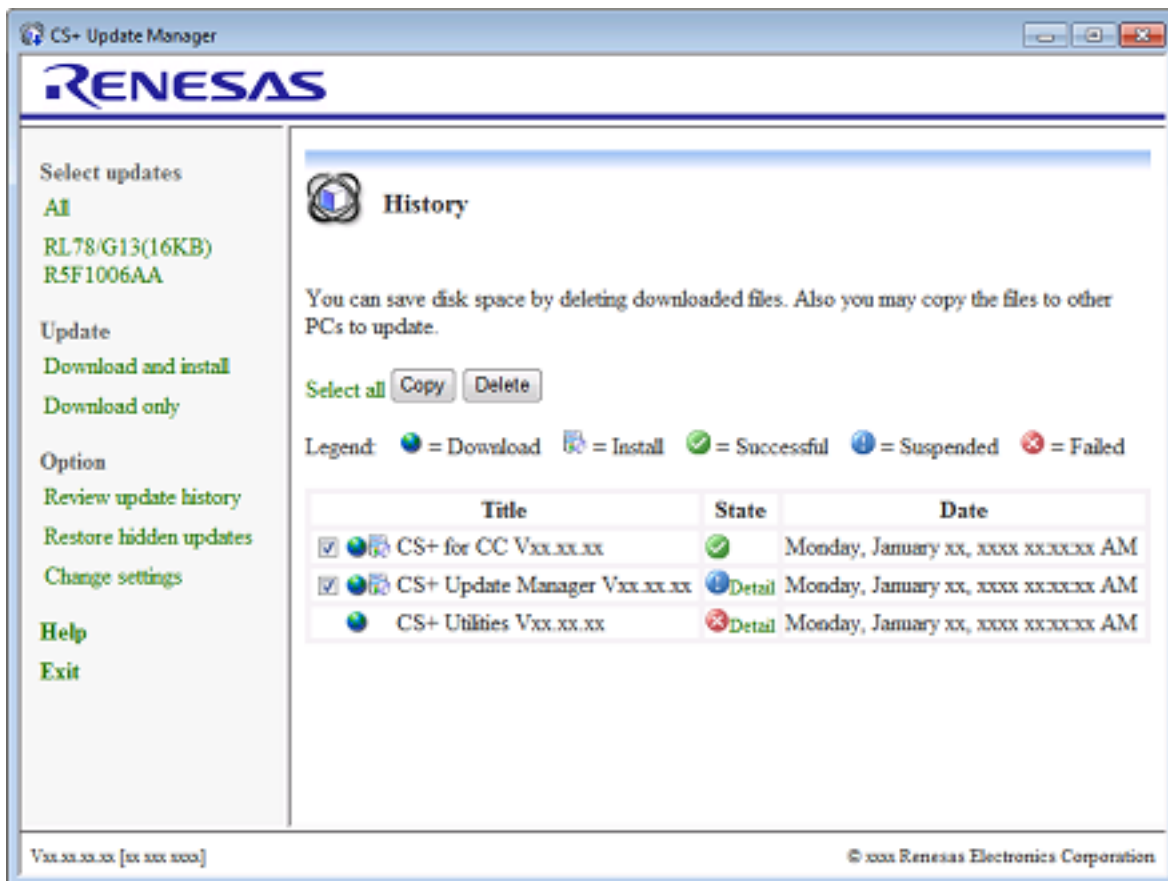 CS+ Update Manager
RENESAS
Select updates
All
RL78/G13(16KB)
R5F1006AA
Update
Download and install
Download only
Option
Review update history
Restore hidden updates
Change settings
Help
Exit
History
You can save disk space by deleting downloaded files. Also you may copy the files to other
PCs to update.
Select all Copy Delete
Legend: = Download = Install = Successful = Suspended = Failed
Title State Date
CS+ for CC Vxx.xx.xx Monday, January xx, xxxx xx:xx:xx AM
CS+ Update Manager Vxx.xx.xx Detail Monday, January xx, xxxx xx:xx:xx AM
CS+ Utilities Vxx.xx.xx Detail Monday, January xx, xxxx xx:xx:xx AM
Vxx.xx.xx.xx [xx xxx xxxx]
© xxxx Renesas Electronics Corporation